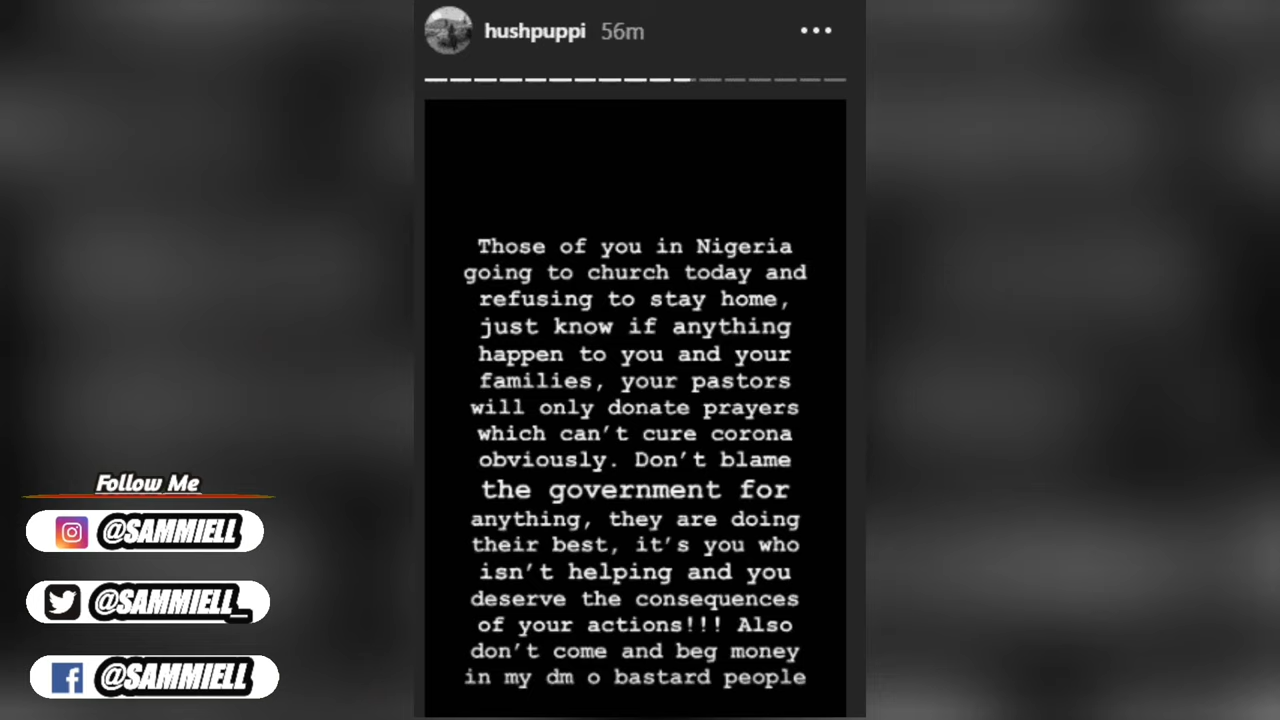 hushpuppi 56m
Those of you in Nigeria
going to church today and
refusing to stay home,
just know if anything
happen to you and your
families, your pastors
will only donate prayers
which can't cure corona
obviously. Don't blame
the government for
anything, they are doing
their best, it's you who
isn't helping and you
deserve the consequences
of your actions!!! Also
don't come and beg money
in my dm o bastard people
Follow Me
@SAMMIELL
@SAMMIELL_
@SAMMIELL